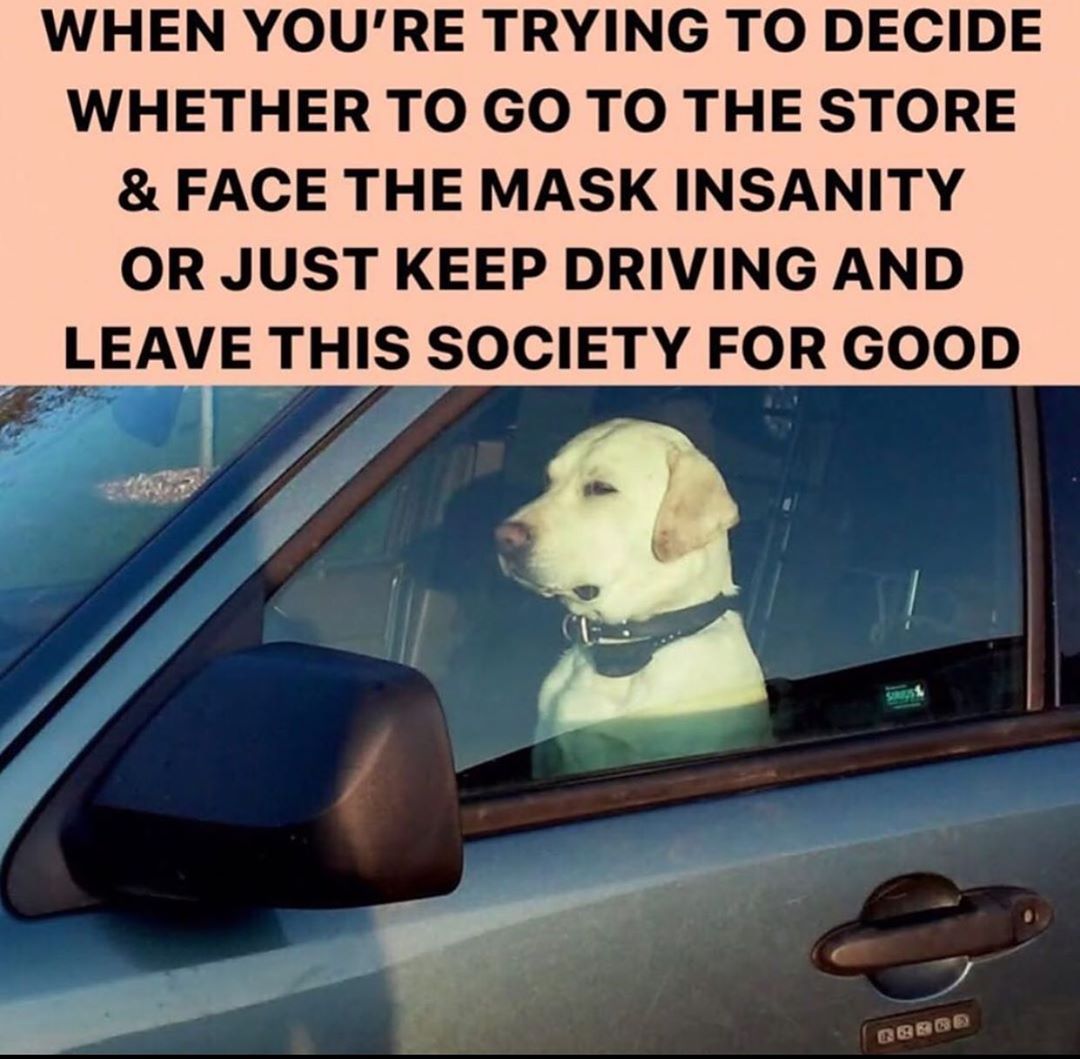 WHEN YOU'RE TRYING TO DECIDE
WHETHER TO GO TO THE STORE
& FACE THE MASK INSANITY
OR JUST KEEP DRIVING AND
LEAVE THIS SOCIETY FOR GOOD
SIRIUS